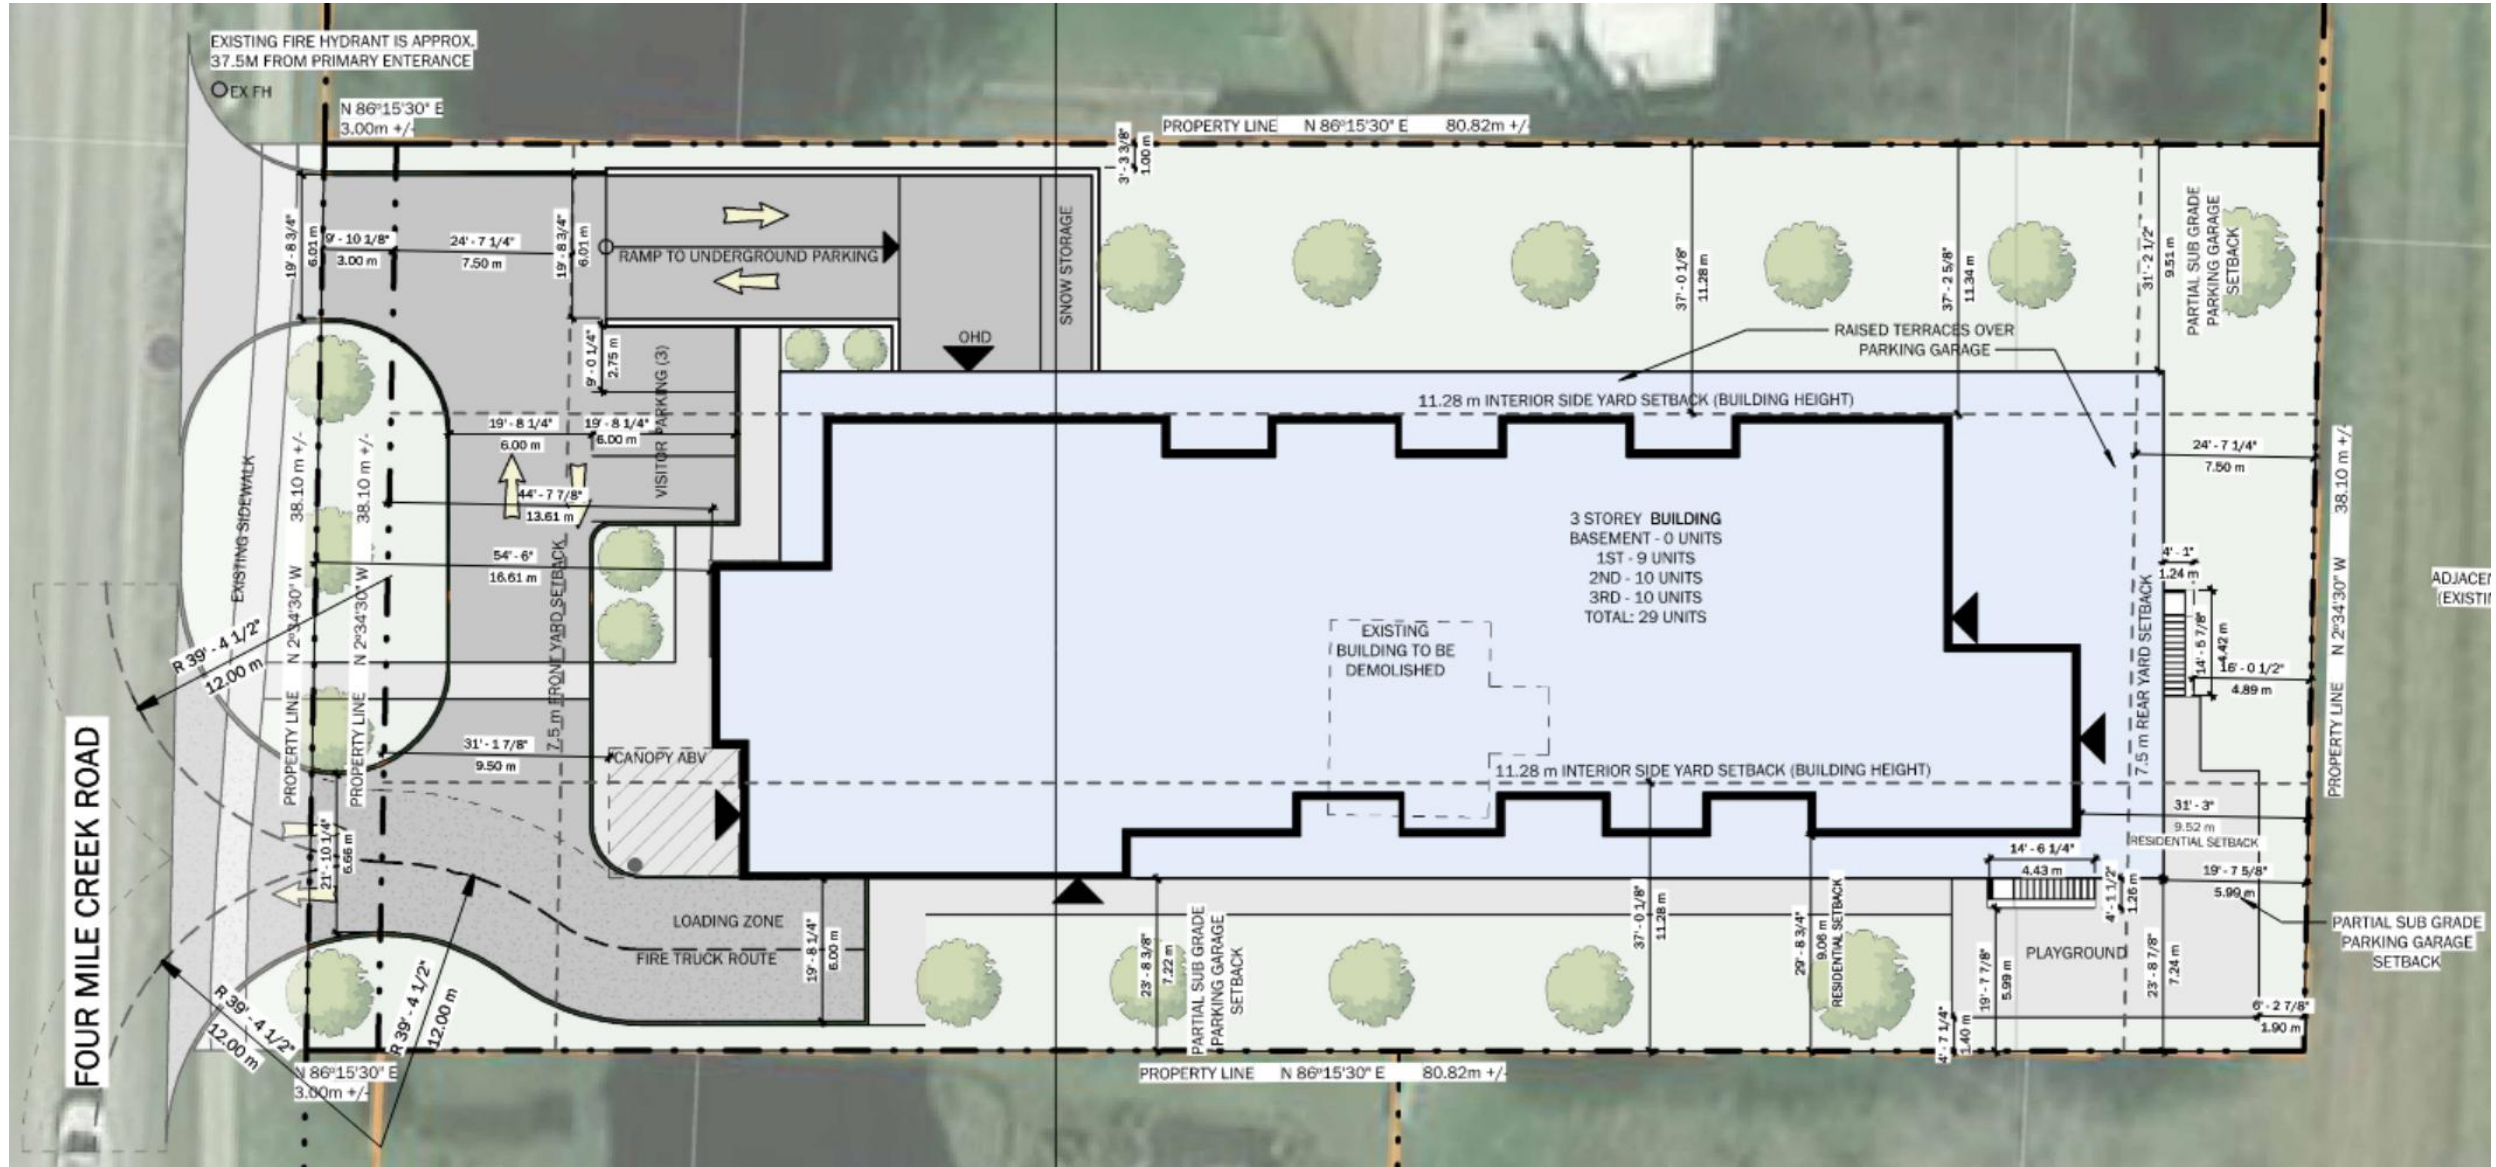 EXISTING FIRE HYDRANT IS APPROX.
37.5M FROM PRIMARY ENTERANCE
EX FH
N 86°15'30" E
3.00m +/-
PROPERTY LINE N 86°15'30" E 80.82m +/-
3' - 3 3/8"
1.00 m
19' - 8 3/4"
6.01 m
9' - 10 1/8"
3.00 m
24' - 7 1/4"
7.50 m
19' - 8 3/4"
6.01 m
RAMP TO UNDERGROUND PARKING
SNOW STORAGE
OHD
37' - 0 1/8"
11.28 m
37' - 2 5/8"
11.34 m
31' - 2 1/2"
9.51 m
PARTIAL SUB GRADE
PARKING GARAGE
SETBACK
RAISED TERRACES OVER
PARKING GARAGE
9' - 0 1/4"
2.75 m
VISITOR PARKING (3)
11.28 m INTERIOR SIDE YARD SETBACK (BUILDING HEIGHT)
19' - 8 1/4"
6.00 m
19' - 8 1/4"
6.00 m
24' - 7 1/4"
7.50 m
44' - 7 7/8"
13.61 m
54' - 6"
16.61 m
EXISTING SIDEWALK
PROPERTY LINE N 2°34'30" W 38.10 m +/-
PROPERTY LINE N 2°34'30" W 38.10 m +/-
7.5 m FRONT YARD SETBACK
3 STOREY BUILDING
BASEMENT - 0 UNITS
1ST - 9 UNITS
2ND - 10 UNITS
3RD - 10 UNITS
TOTAL: 29 UNITS
EXISTING
BUILDING TO BE
DEMOLISHED
4' - 1"
1.24 m
14' - 5 7/8"
4.42 m
16' - 0 1/2"
4.89 m
7.5 m REAR YARD SETBACK
PROPERTY LINE N 2°34'30" W 38.10 m +/-
R 39' - 4 1/2"
12.00 m
FOUR MILE CREEK ROAD
31' - 1 7/8"
9.50 m
CANOPY ABV
11.28 m INTERIOR SIDE YARD SETBACK (BUILDING HEIGHT)
31' - 3"
9.52 m
RESIDENTIAL SETBACK
21' - 10 1/4"
6.66 m
14' - 6 1/4"
4.43 m
4' - 1 1/2"
1.26 m
19' - 7 5/8"
5.99 m
PARTIAL SUB GRADE
PARKING GARAGE
SETBACK
LOADING ZONE
FIRE TRUCK ROUTE
19' - 8 1/4"
6.00 m
23' - 8 3/8"
7.22 m
PARTIAL SUB GRADE
PARKING GARAGE
SETBACK
37' - 0 1/8"
11.28 m
29' - 8 3/4"
9.06 m
RESIDENTIAL SETBACK
PLAYGROUND
19' - 7 7/8"
5.99 m
23' - 8 7/8"
7.24 m
6' - 2 7/8"
1.90 m
4' - 7 1/4"
1.40 m
R 39' - 4 1/2"
12.00 m
R 39' - 4 1/2"
12.00 m
N 86°15'30" E
3.00m +/-
PROPERTY LINE N 86°15'30" E 80.82m +/-